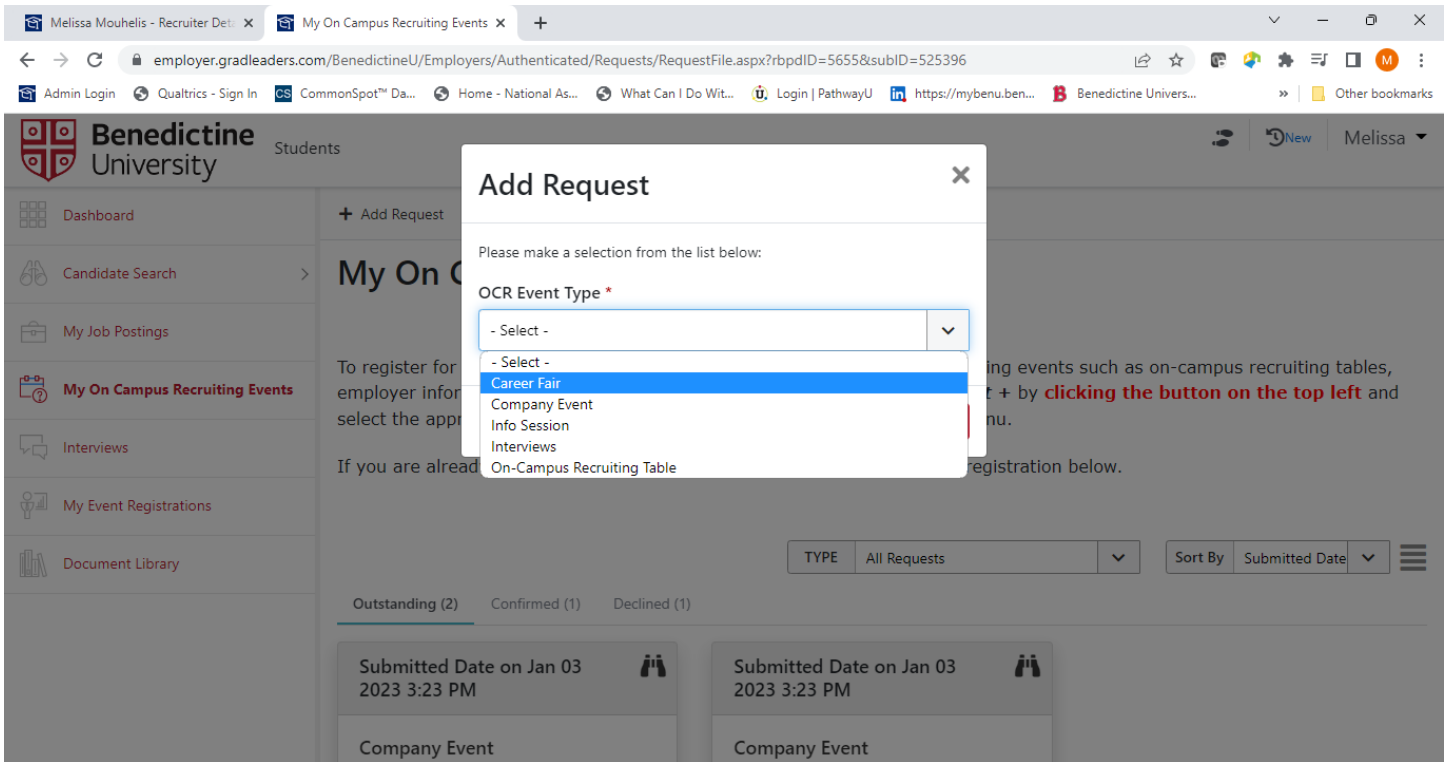 Melissa Mouhelis - Recruiter Deta
My On Campus Recruiting Events
employer.gradleaders.com/BenedictineU/Employers/Authenticated/Requests/RequestFile.aspx?rbpdID=5655&subID=525396
M
Admin Login
Qualtrics - Sign In
CS CommonSpot™ Da...
Home - National As...
What Can I Do Wit...
Login | PathwayU
https://mybenu.ben...
Benedictine Univers...
»
Other bookmarks
Benedictine
University
Students
New
Melissa
Dashboard
Candidate Search
My Job Postings
My On Campus Recruiting Events
Interviews
My Event Registrations
Document Library
+ Add Request
My On C
To register for
ing events such as on-campus recruiting tables,
employer infor
t + by clicking the button on the top left and
select the appr
nu.
If you are alread
registration below.
Add Request
Please make a selection from the list below:
OCR Event Type *
- Select -
- Select -
Career Fair
Company Event
Info Session
Interviews
On-Campus Recruiting Table
TYPE All Requests
Sort By Submitted Date
Outstanding (2) Confirmed (1) Declined (1)
Submitted Date on Jan 03
2023 3:23 PM
Company Event
Submitted Date on Jan 03
2023 3:23 PM
Company Event